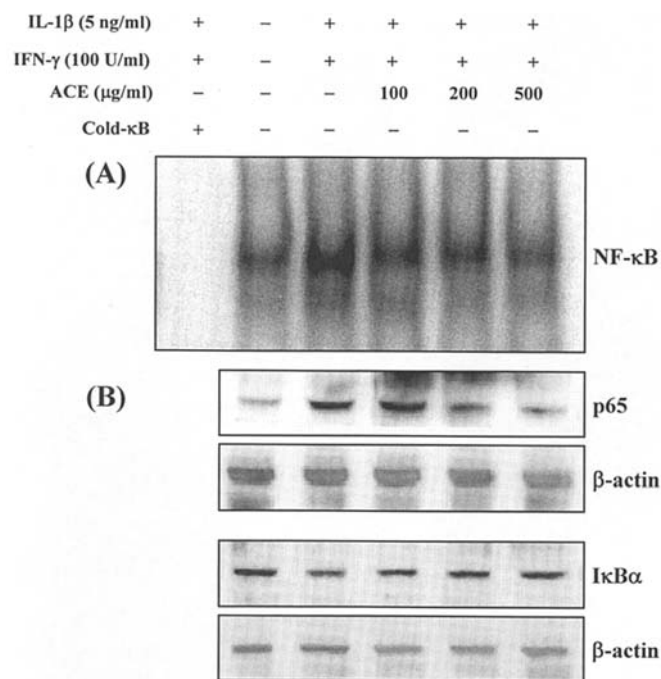 IL-1β (5 ng/ml) + − + + + +
IFN-γ (100 U/ml) + − + + + +
ACE (μg/ml) − − − 100 200 500
Cold-κB + − − − − −
(A)
NF-κB
(B)
p65
β-actin
IκBα
β-actin